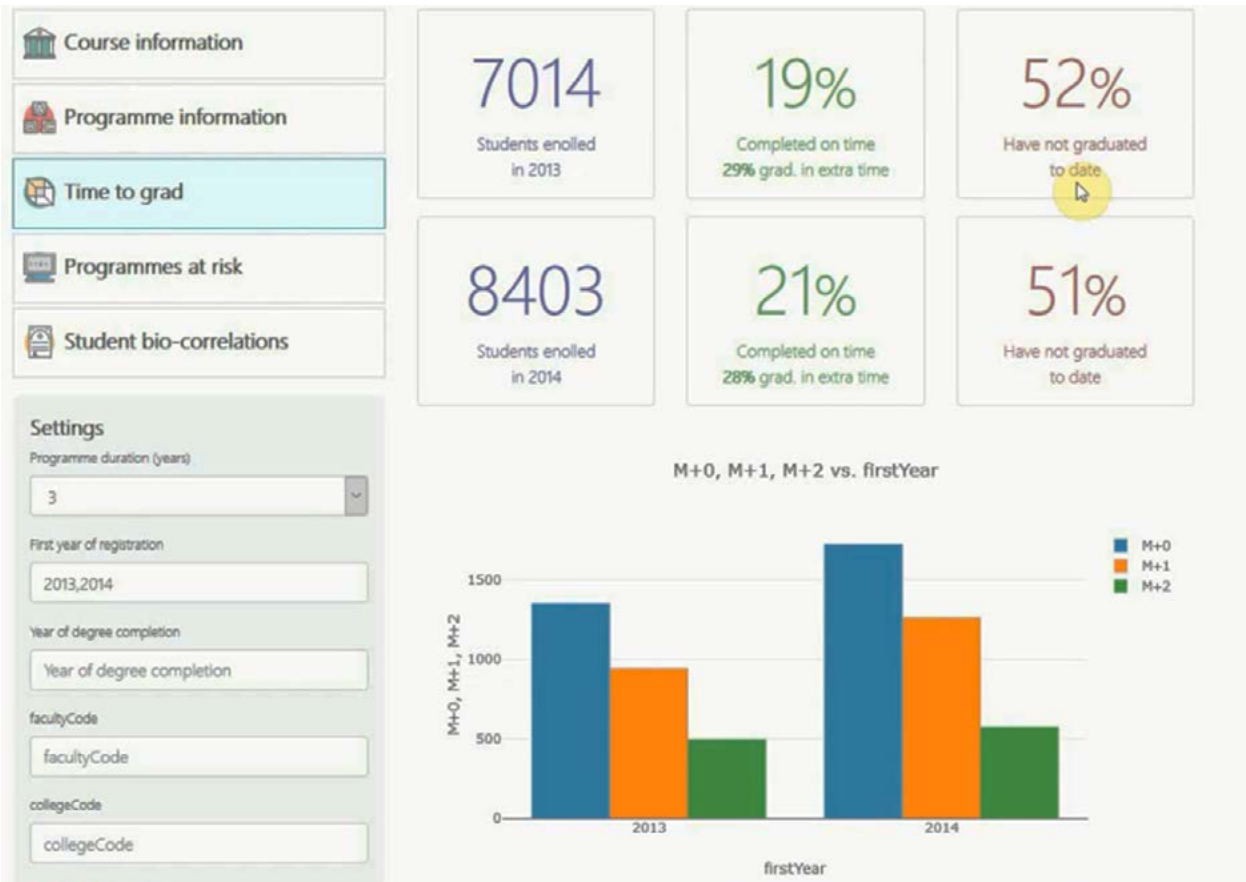 Course information
Programme information
Time to grad
Programmes at risk
Student bio-correlations
Settings
Programme duration (years)
3
First year of registration
2013,2014
Year of degree completion
Year of degree completion
facultyCode
facultyCode
collegeCode
collegeCode
7014
Students enolled
in 2013
19%
Completed on time
29% grad. in extra time
52%
Have not graduated
to date
8403
Students enolled
in 2014
21%
Completed on time
28% grad. in extra time
51%
Have not graduated
to date
M+0, M+1, M+2 vs. firstYear
M+0, M+1, M+2
1500
1000
500
0
2013
2014
firstYear
M+0
M+1
M+2